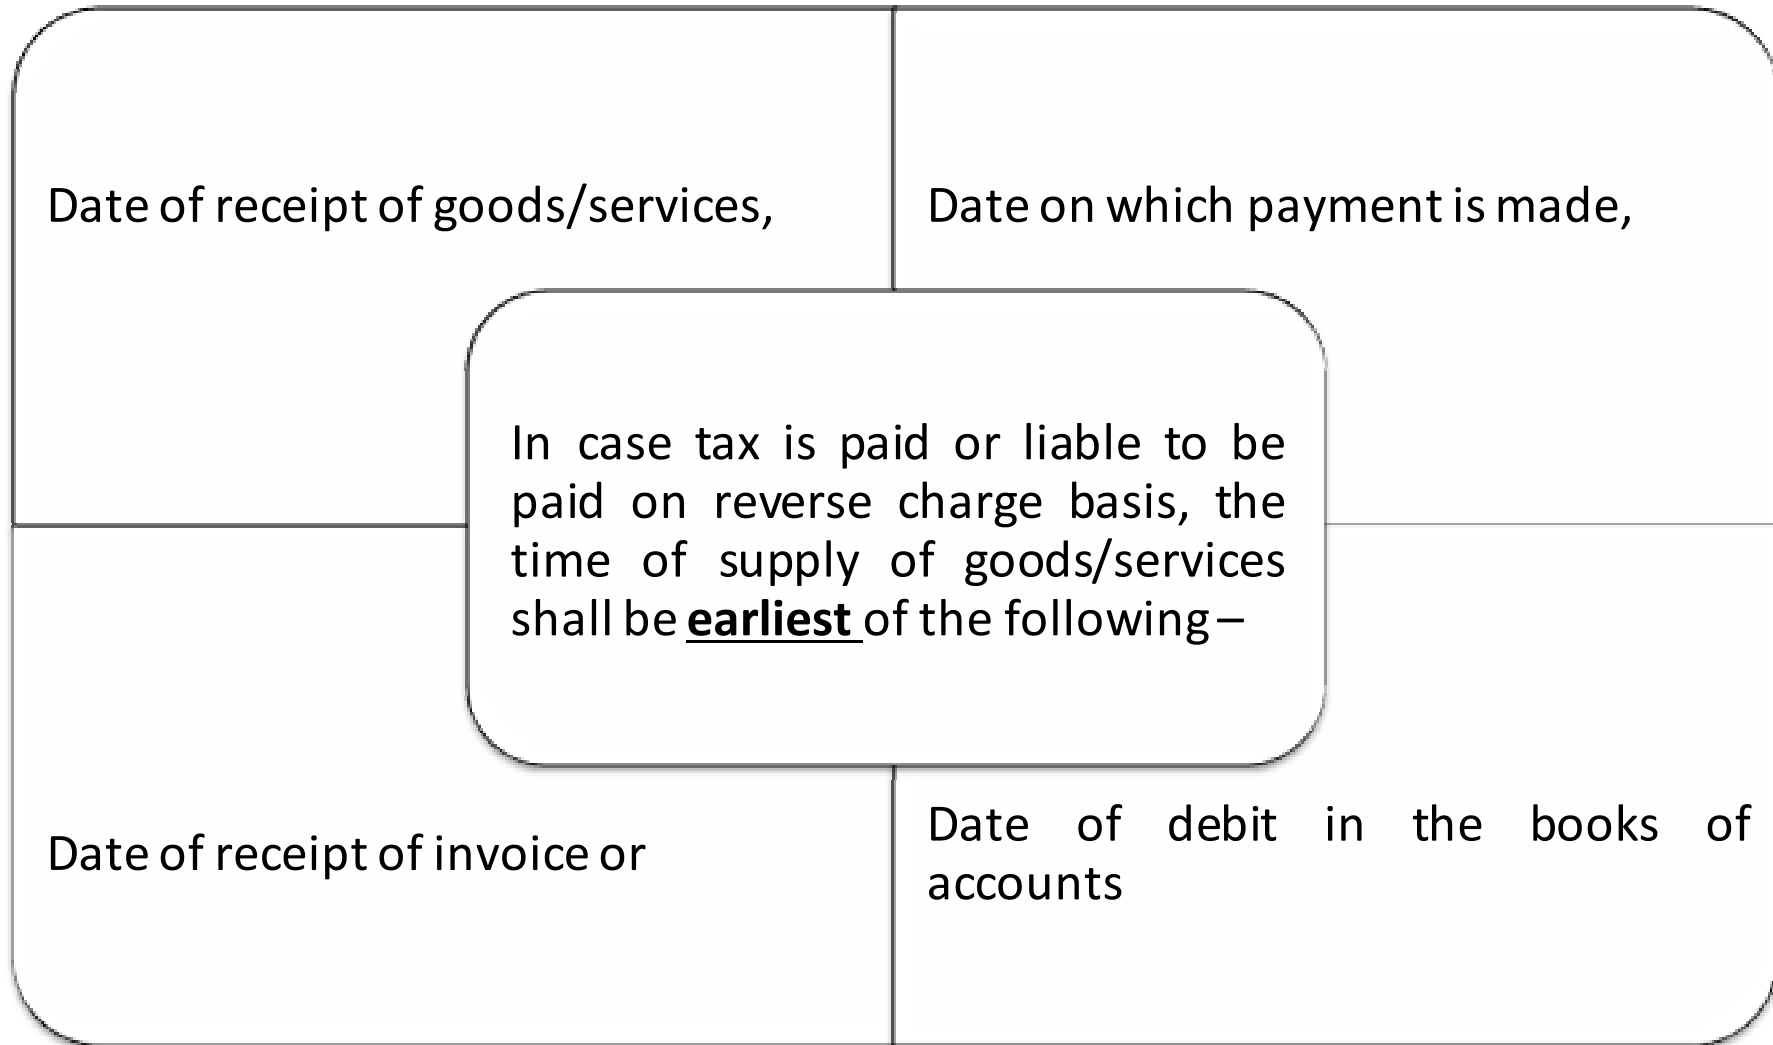 Date of receipt of goods/services,
Date on which payment is made,
In case tax is paid or liable to be
paid on reverse charge basis, the
time of supply of goods/services
shall be earliest of the following –
Date of receipt of invoice or
Date of debit in the books of
accounts